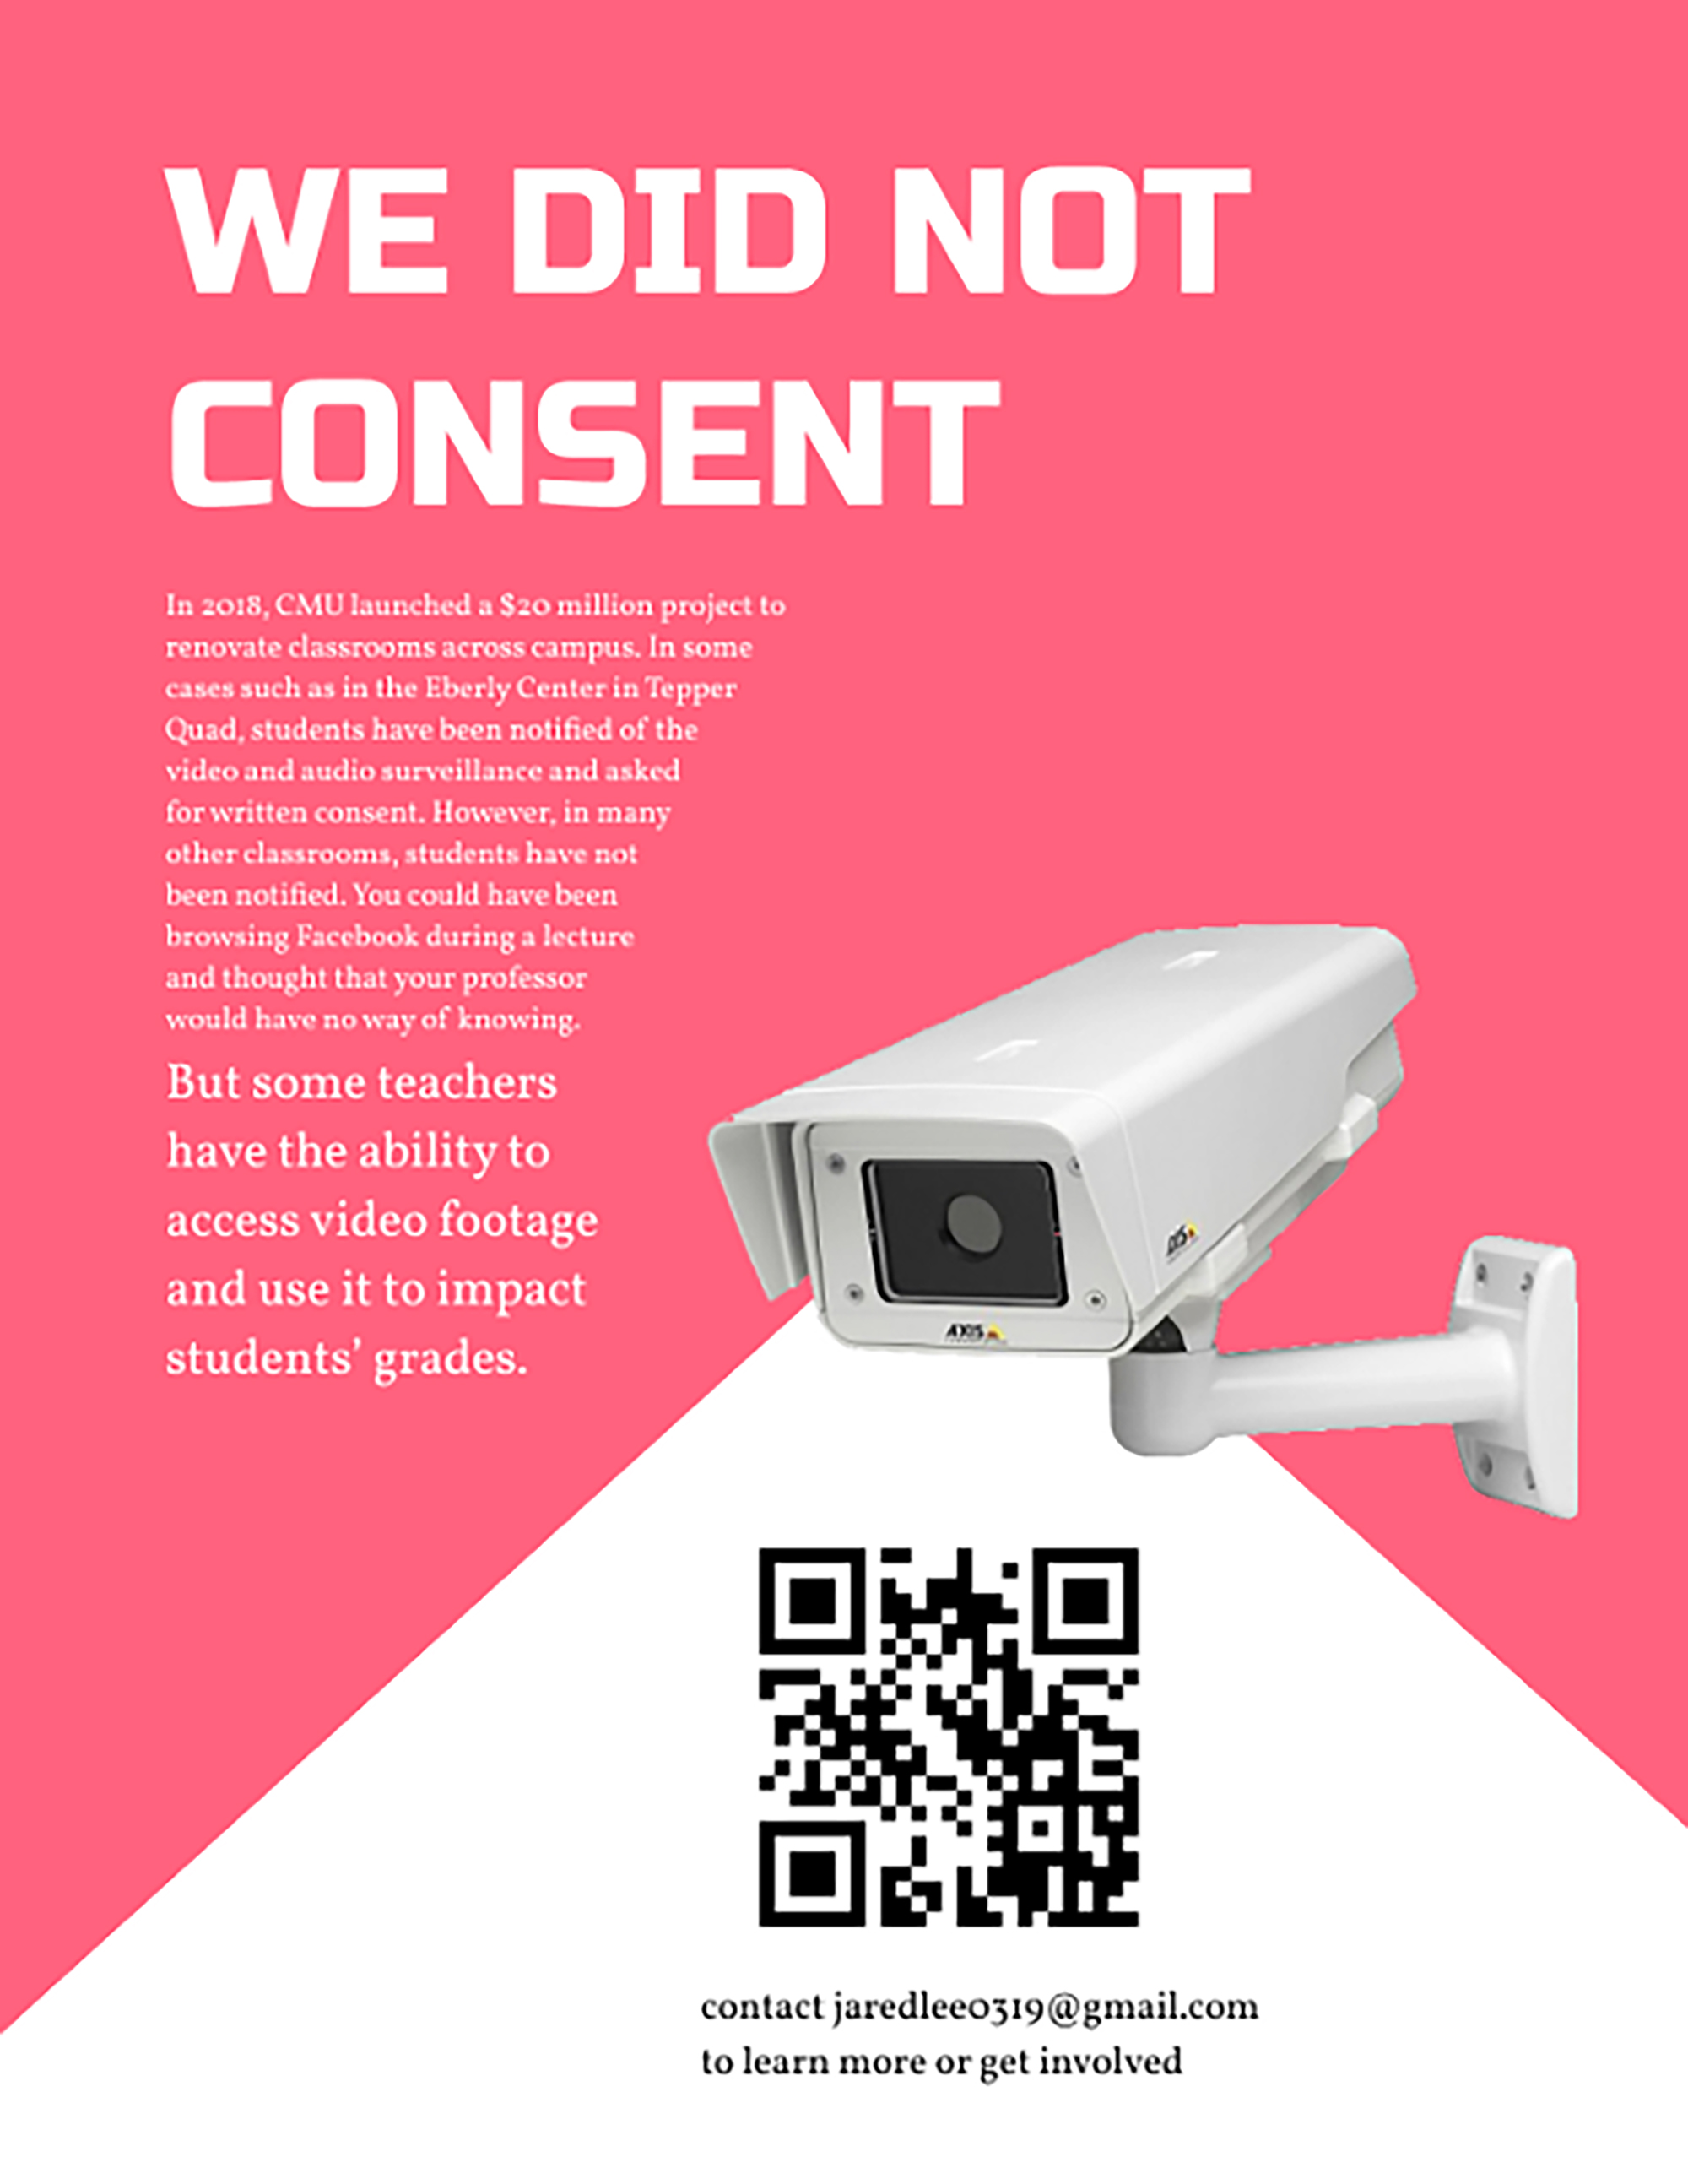 WE DID NOT
CONSENT
In 2018, CMU launched a $20 million project to
renovate classrooms across campus. In some
cases such as in the Eberly Center in Tepper
Quad, students have been notified of the
video and audio surveillance and asked
for written consent. However, in many
other classrooms, students have not
been notified. You could have been
browsing Facebook during a lecture
and thought that your professor
would have no way of knowing.
But some teachers
have the ability to
access video footage
and use it to impact
students’ grades.
AXIS
AXIS
contact jaredlee0319@gmail.com
to learn more or get involved